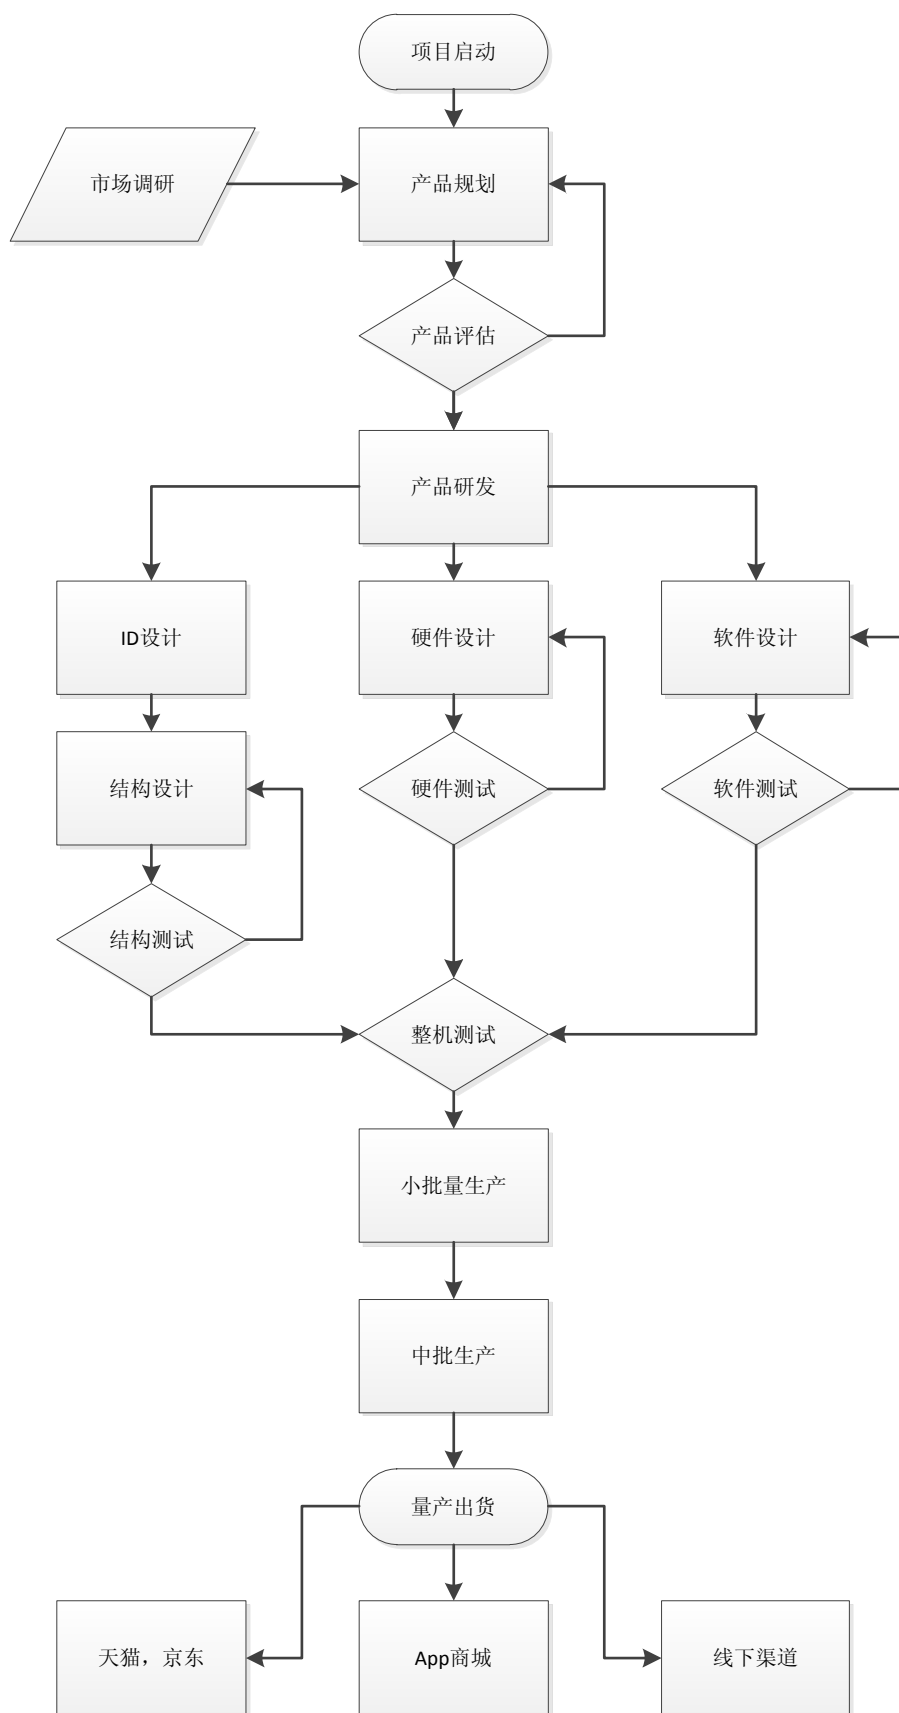 项目启动
市场调研
产品规划
产品评估
产品研发
ID设计
硬件设计
软件设计
结构设计
硬件测试
软件测试
结构测试
整机测试
小批量生产
中批生产
量产出货
天猫，京东
App商城
线下渠道